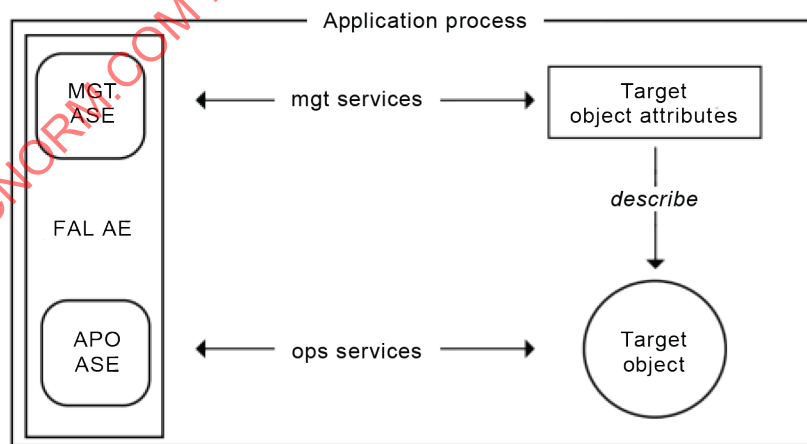 Application process
MGT
ASE
mgt services
Target
object attributes
describe
FAL AE
APO
ASE
ops services
Target
object